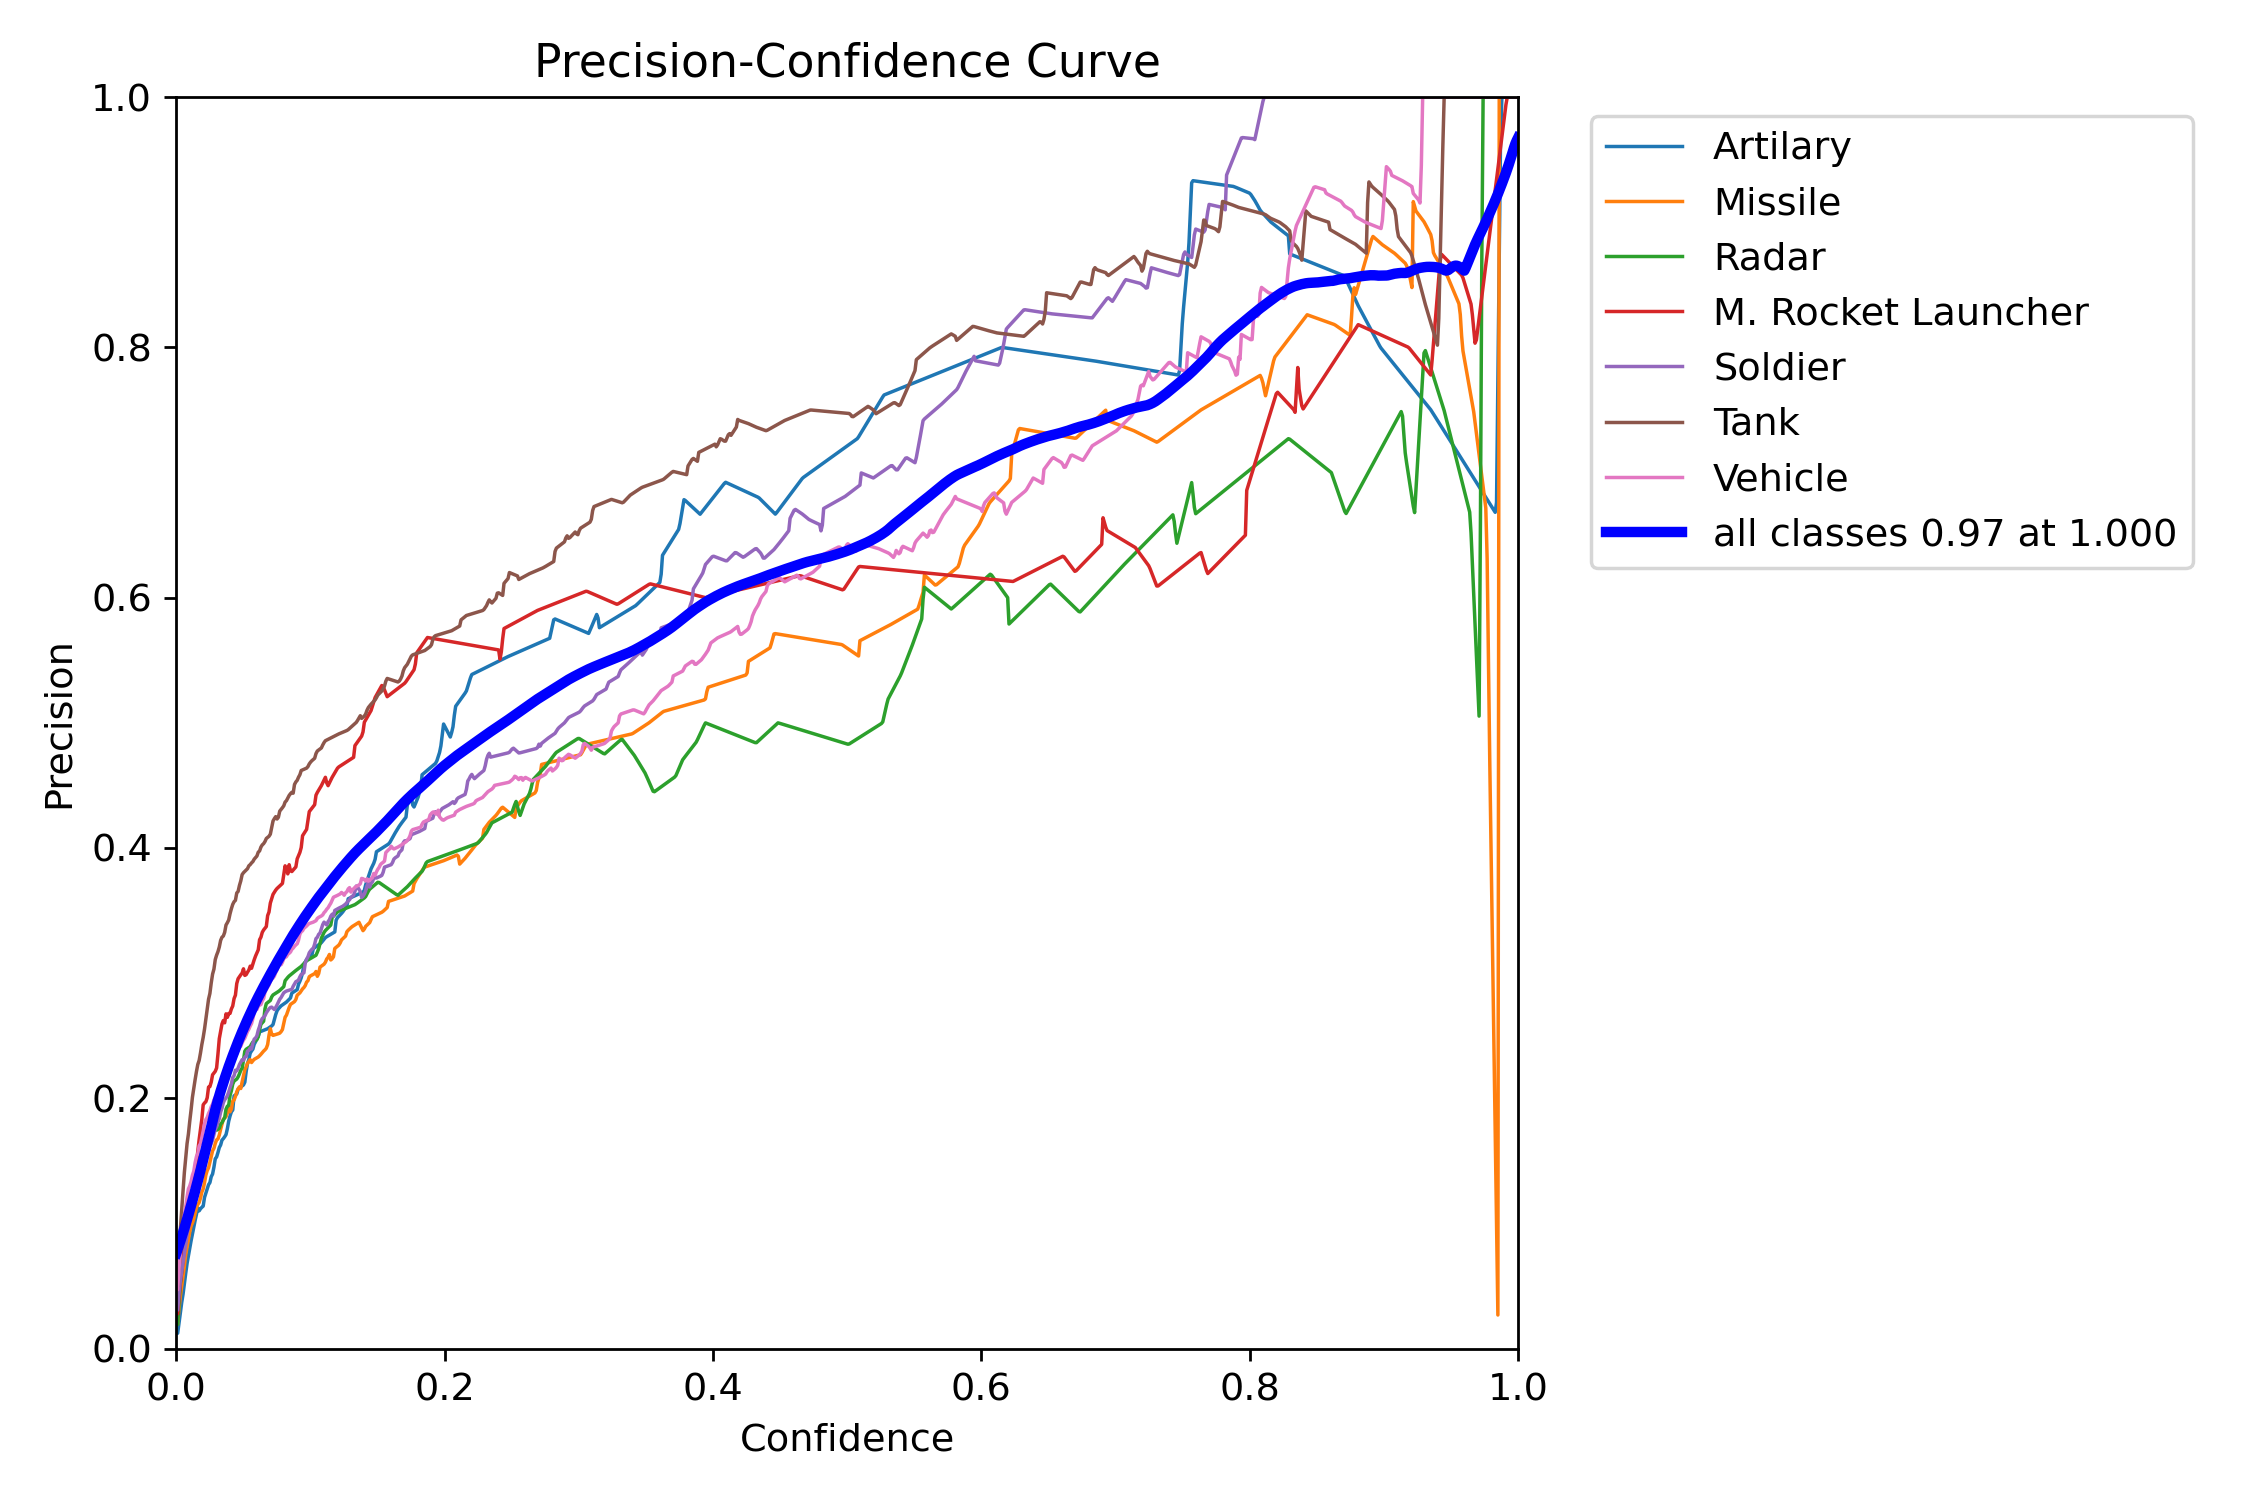 Precision-Confidence Curve
1.0
0.8
0.6
0.4
0.2
0.0
Precision
0.0 0.2 0.4 0.6 0.8 1.0
Confidence
Artilary
Missile
Radar
M. Rocket Launcher
Soldier
Tank
Vehicle
all classes 0.97 at 1.000